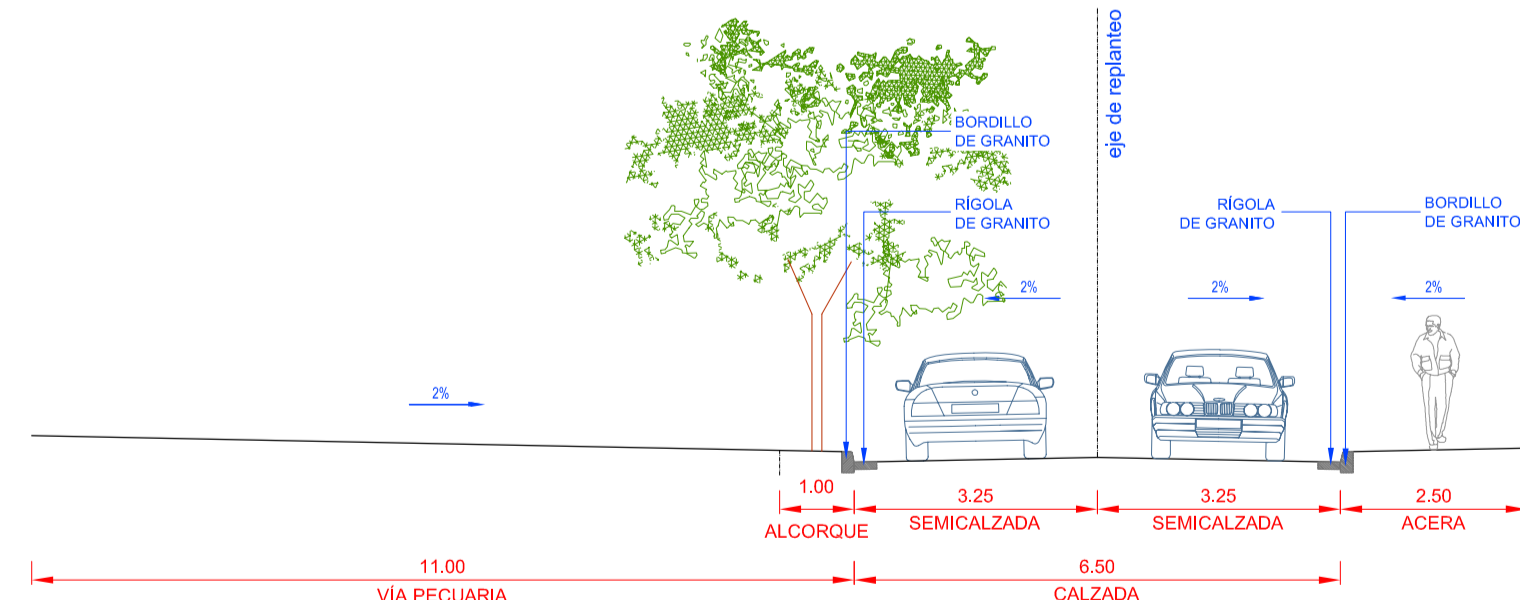 eje de replanteo
BORDILLO
DE GRANITO
RÍGOLA
DE GRANITO
RÍGOLA
DE GRANITO
BORDILLO
DE GRANITO
2%
2%
2%
2%
1.00
3.25
3.25
2.50
ALCORQUE
SEMICALZADA
SEMICALZADA
ACERA
11.00
6.50
VÍA PECUARIA
CALZADA